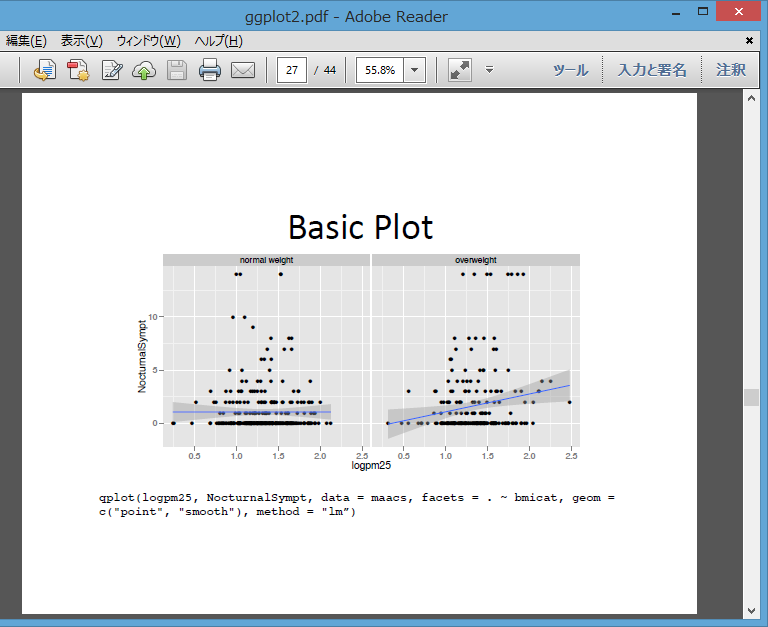 ggplot2.pdf - Adobe Reader
編集(E) 表示(V) ウィンドウ(W) ヘルプ(H)
27 / 44 55.8% ツール 入力と署名 注釈
Basic Plot
normal weight overweight
NocturnalSympt
10
5
0
0.5 1.0 1.5 2.0 2.5 0.5 1.0 1.5 2.0 2.5
logpm25
qplot(logpm25, NocturnalSympt, data = maacs, facets = . ~ bmicat, geom =
c("point", "smooth"), method = "lm”)